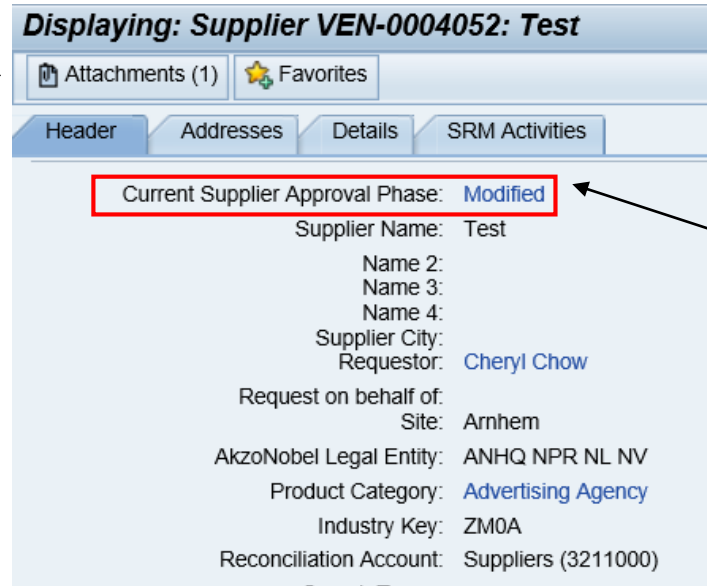 Displaying: Supplier VEN-0004052: Test
Attachments (1) Favorites
Header Addresses Details SRM Activities
Current Supplier Approval Phase: Modified
Supplier Name: Test
Name 2:
Name 3:
Name 4:
Supplier City:
Requestor: Cheryl Chow
Request on behalf of:
Site: Arnhem
AkzoNobel Legal Entity: ANHQ NPR NL NV
Product Category: Advertising Agency
Industry Key: ZM0A
Reconciliation Account: Suppliers (3211000)